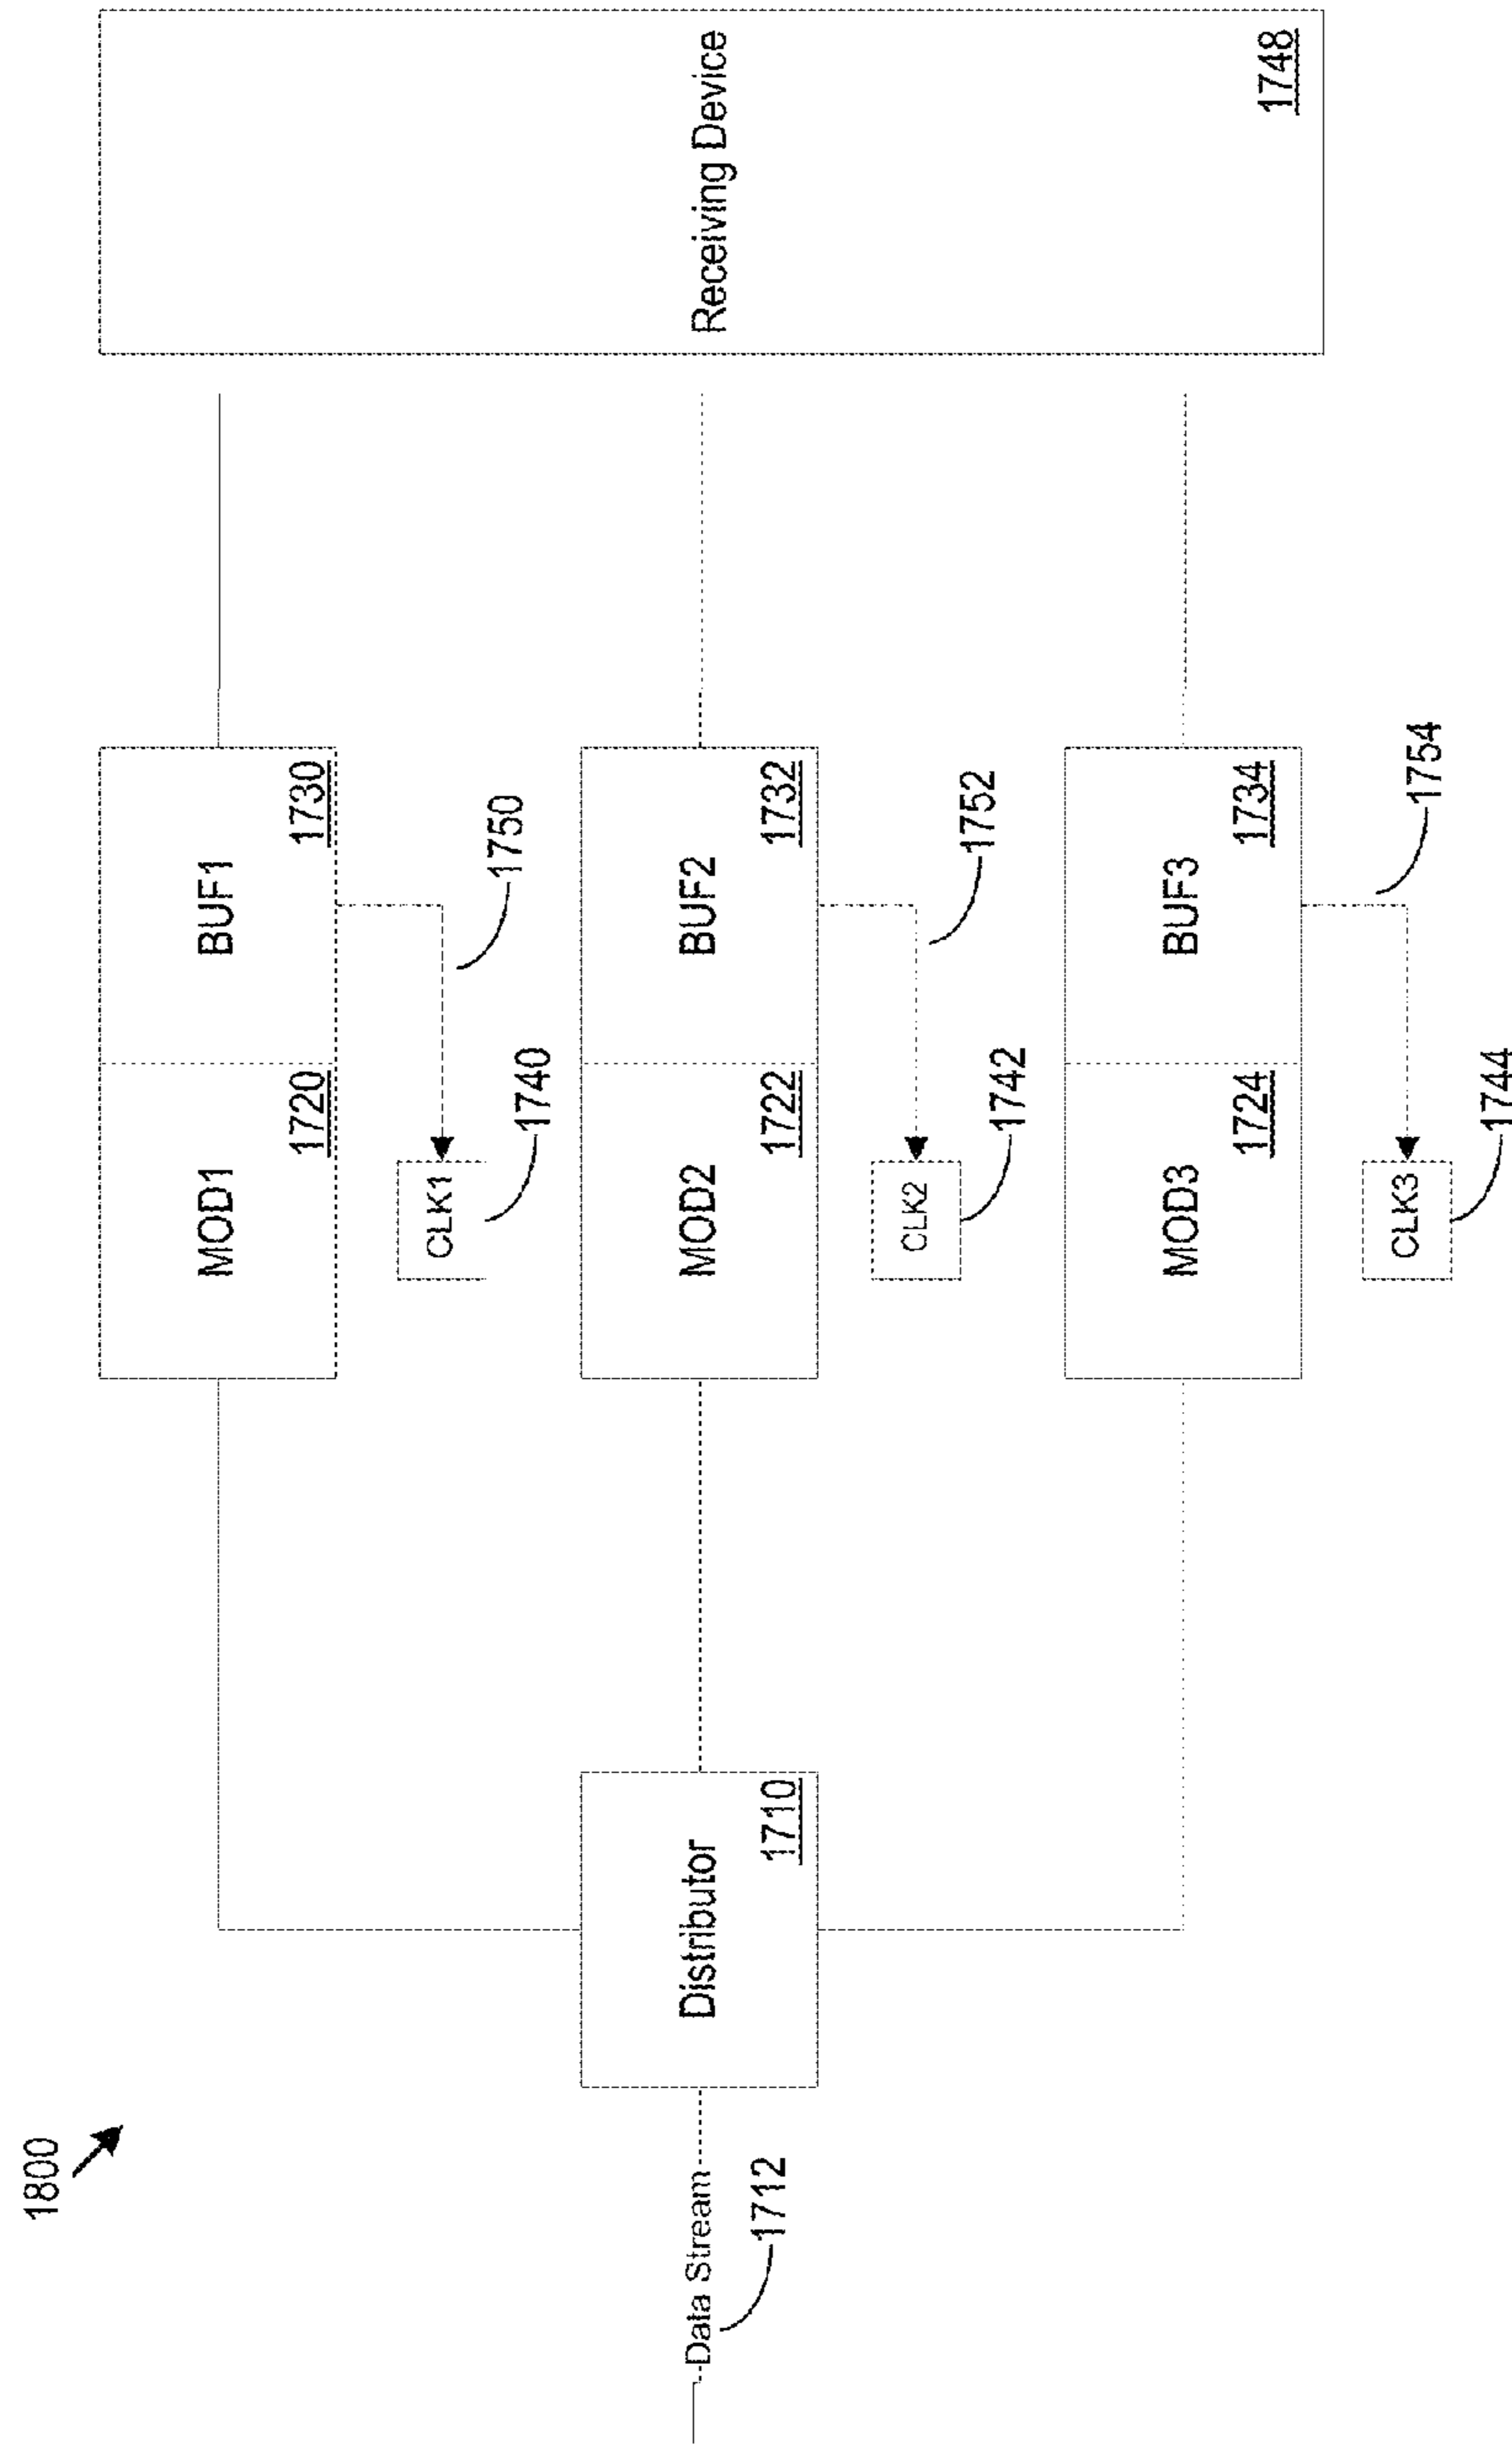 1800
Data Stream
1712
Distributor
1710
MOD1
1720
BUF1
1730
CLK1
1740
1750
MOD2
1722
BUF2
1732
CLK2
1742
1752
MOD3
1724
BUF3
1734
CLK3
1744
1754
Receiving Device
1748